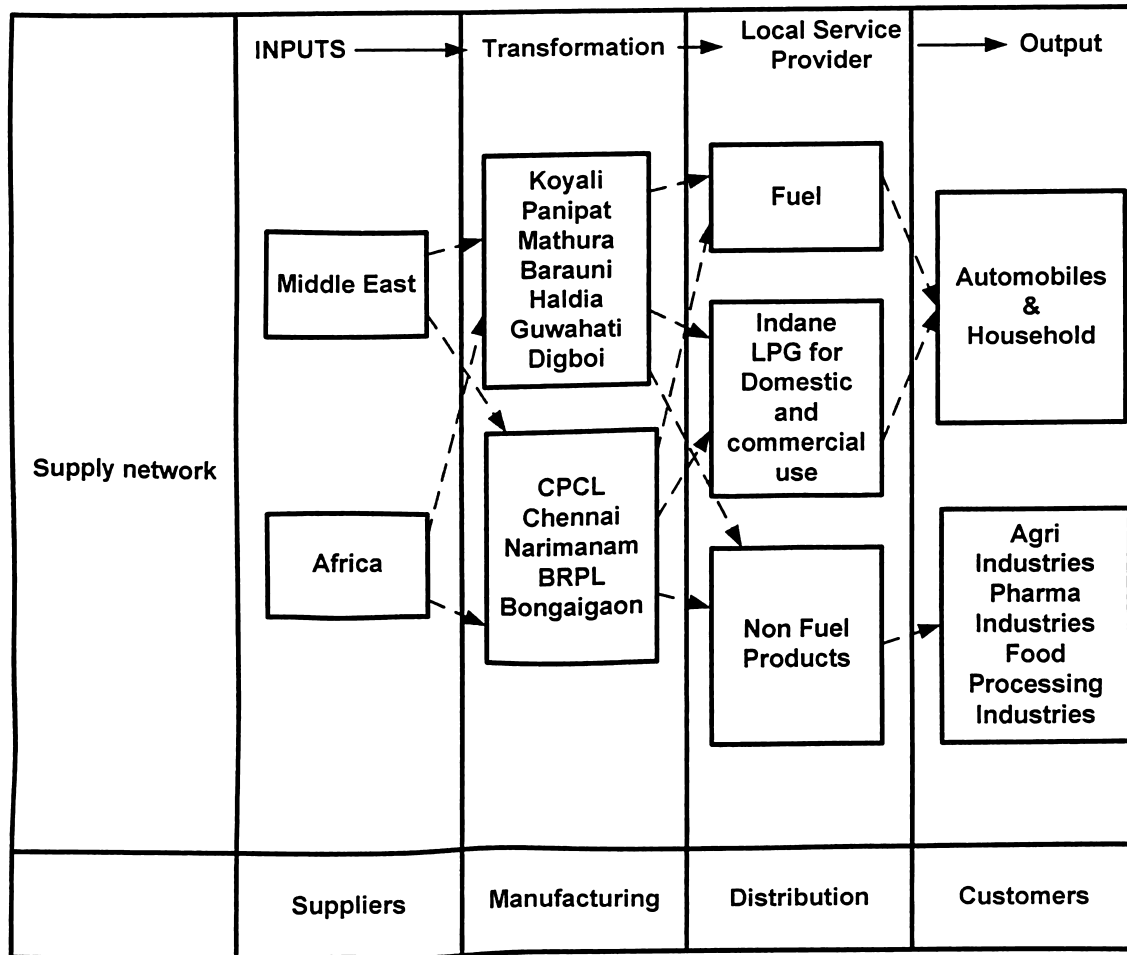 INPUTS
Transformation
Local Service
Provider
Output
Supply network
Middle East
Africa
Koyali
Panipat
Mathura
Barauni
Haldia
Guwahati
Digboi
CPCL
Chennai
Narimanam
BRPL
Bongaigaon
Fuel
Indane
LPG for
Domestic
and
commercial
use
Non Fuel
Products
Automobiles
&
Household
Agri
Industries
Pharma
Industries
Food
Processing
Industries
Suppliers
Manufacturing
Distribution
Customers